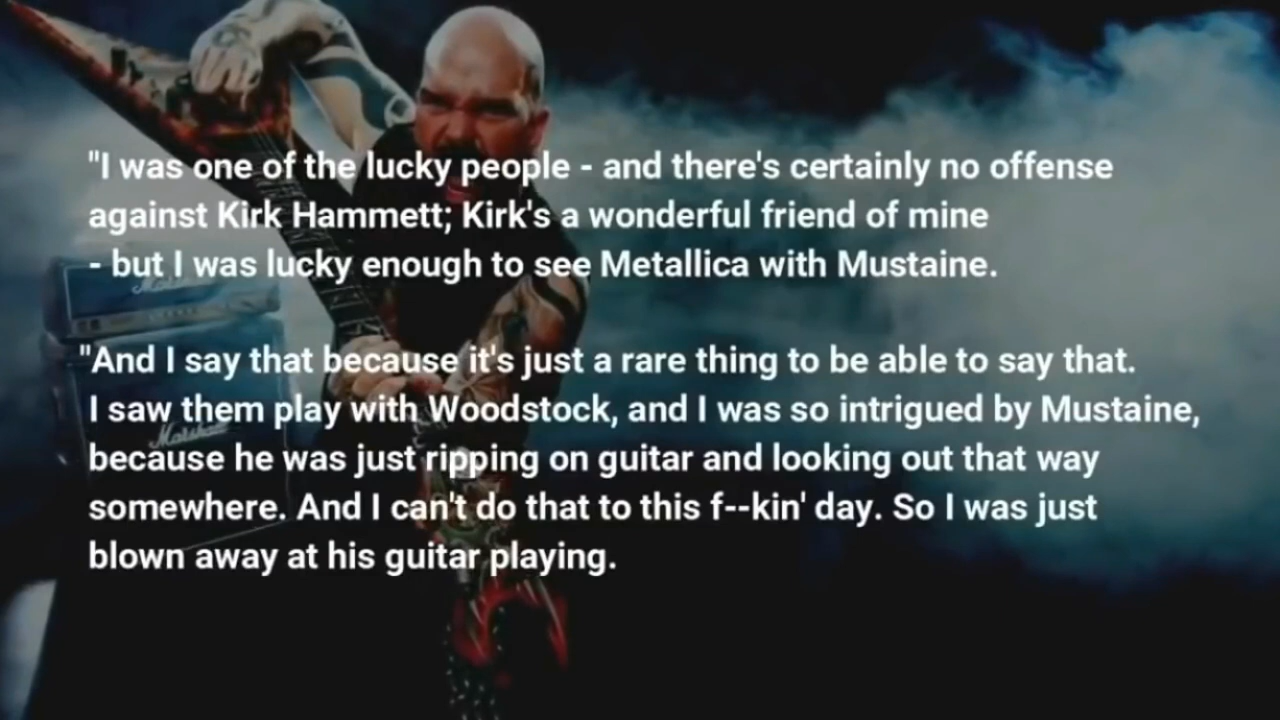 "I was one of the lucky people - and there's certainly no offense
against Kirk Hammett; Kirk's a wonderful friend of mine
- but I was lucky enough to see Metallica with Mustaine.
"And I say that because it's just a rare thing to be able to say that.
I saw them play with Woodstock, and I was so intrigued by Mustaine,
because he was just ripping on guitar and looking out that way
somewhere. And I can't do that to this f--kin' day. So I was just
blown away at his guitar playing.
Marshall
Marshall